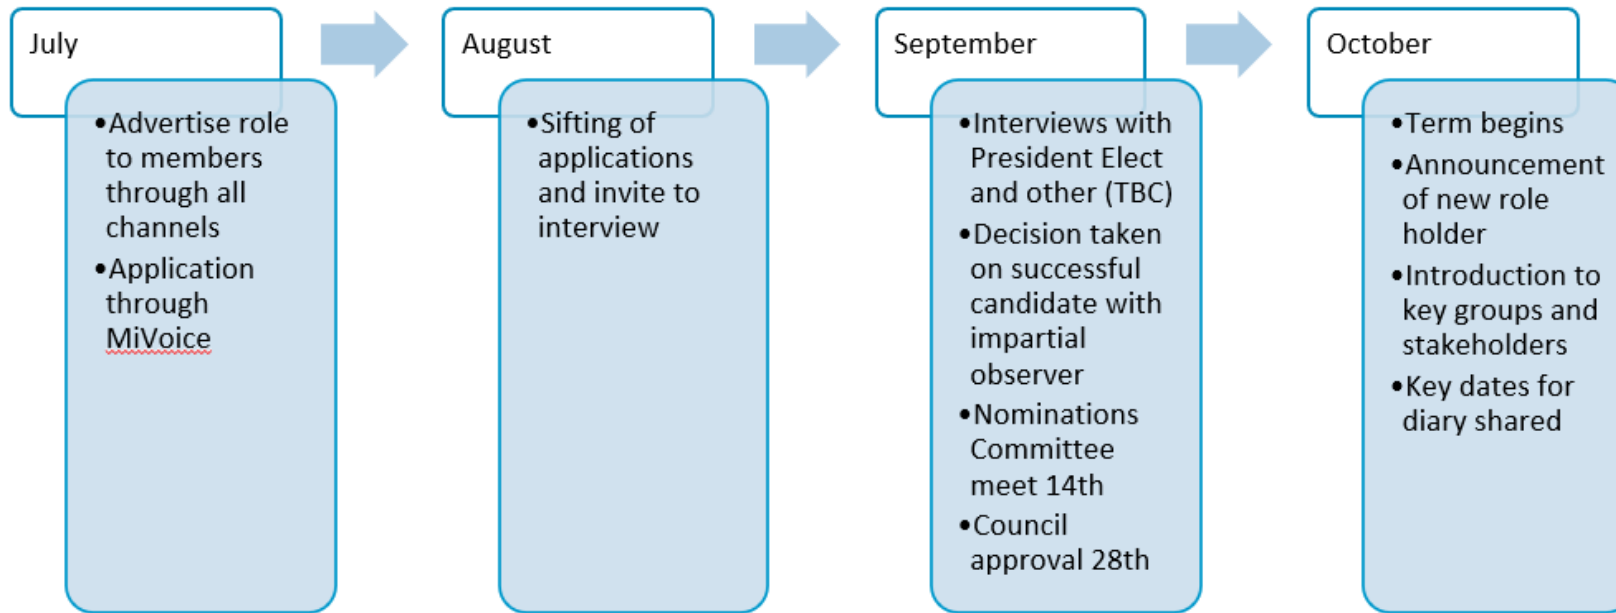 July
•Advertise role
to members
through all
channels
•Application
through
MiVoice
August
•Sifting of
applications
and invite to
interview
September
•Interviews with
President Elect
and other (TBC)
•Decision taken
on successful
candidate with
impartial
observer
•Nominations
Committee
meet 14th
•Council
approval 28th
October
•Term begins
•Announcement
of new role
holder
•Introduction to
key groups and
stakeholders
•Key dates for
diary shared